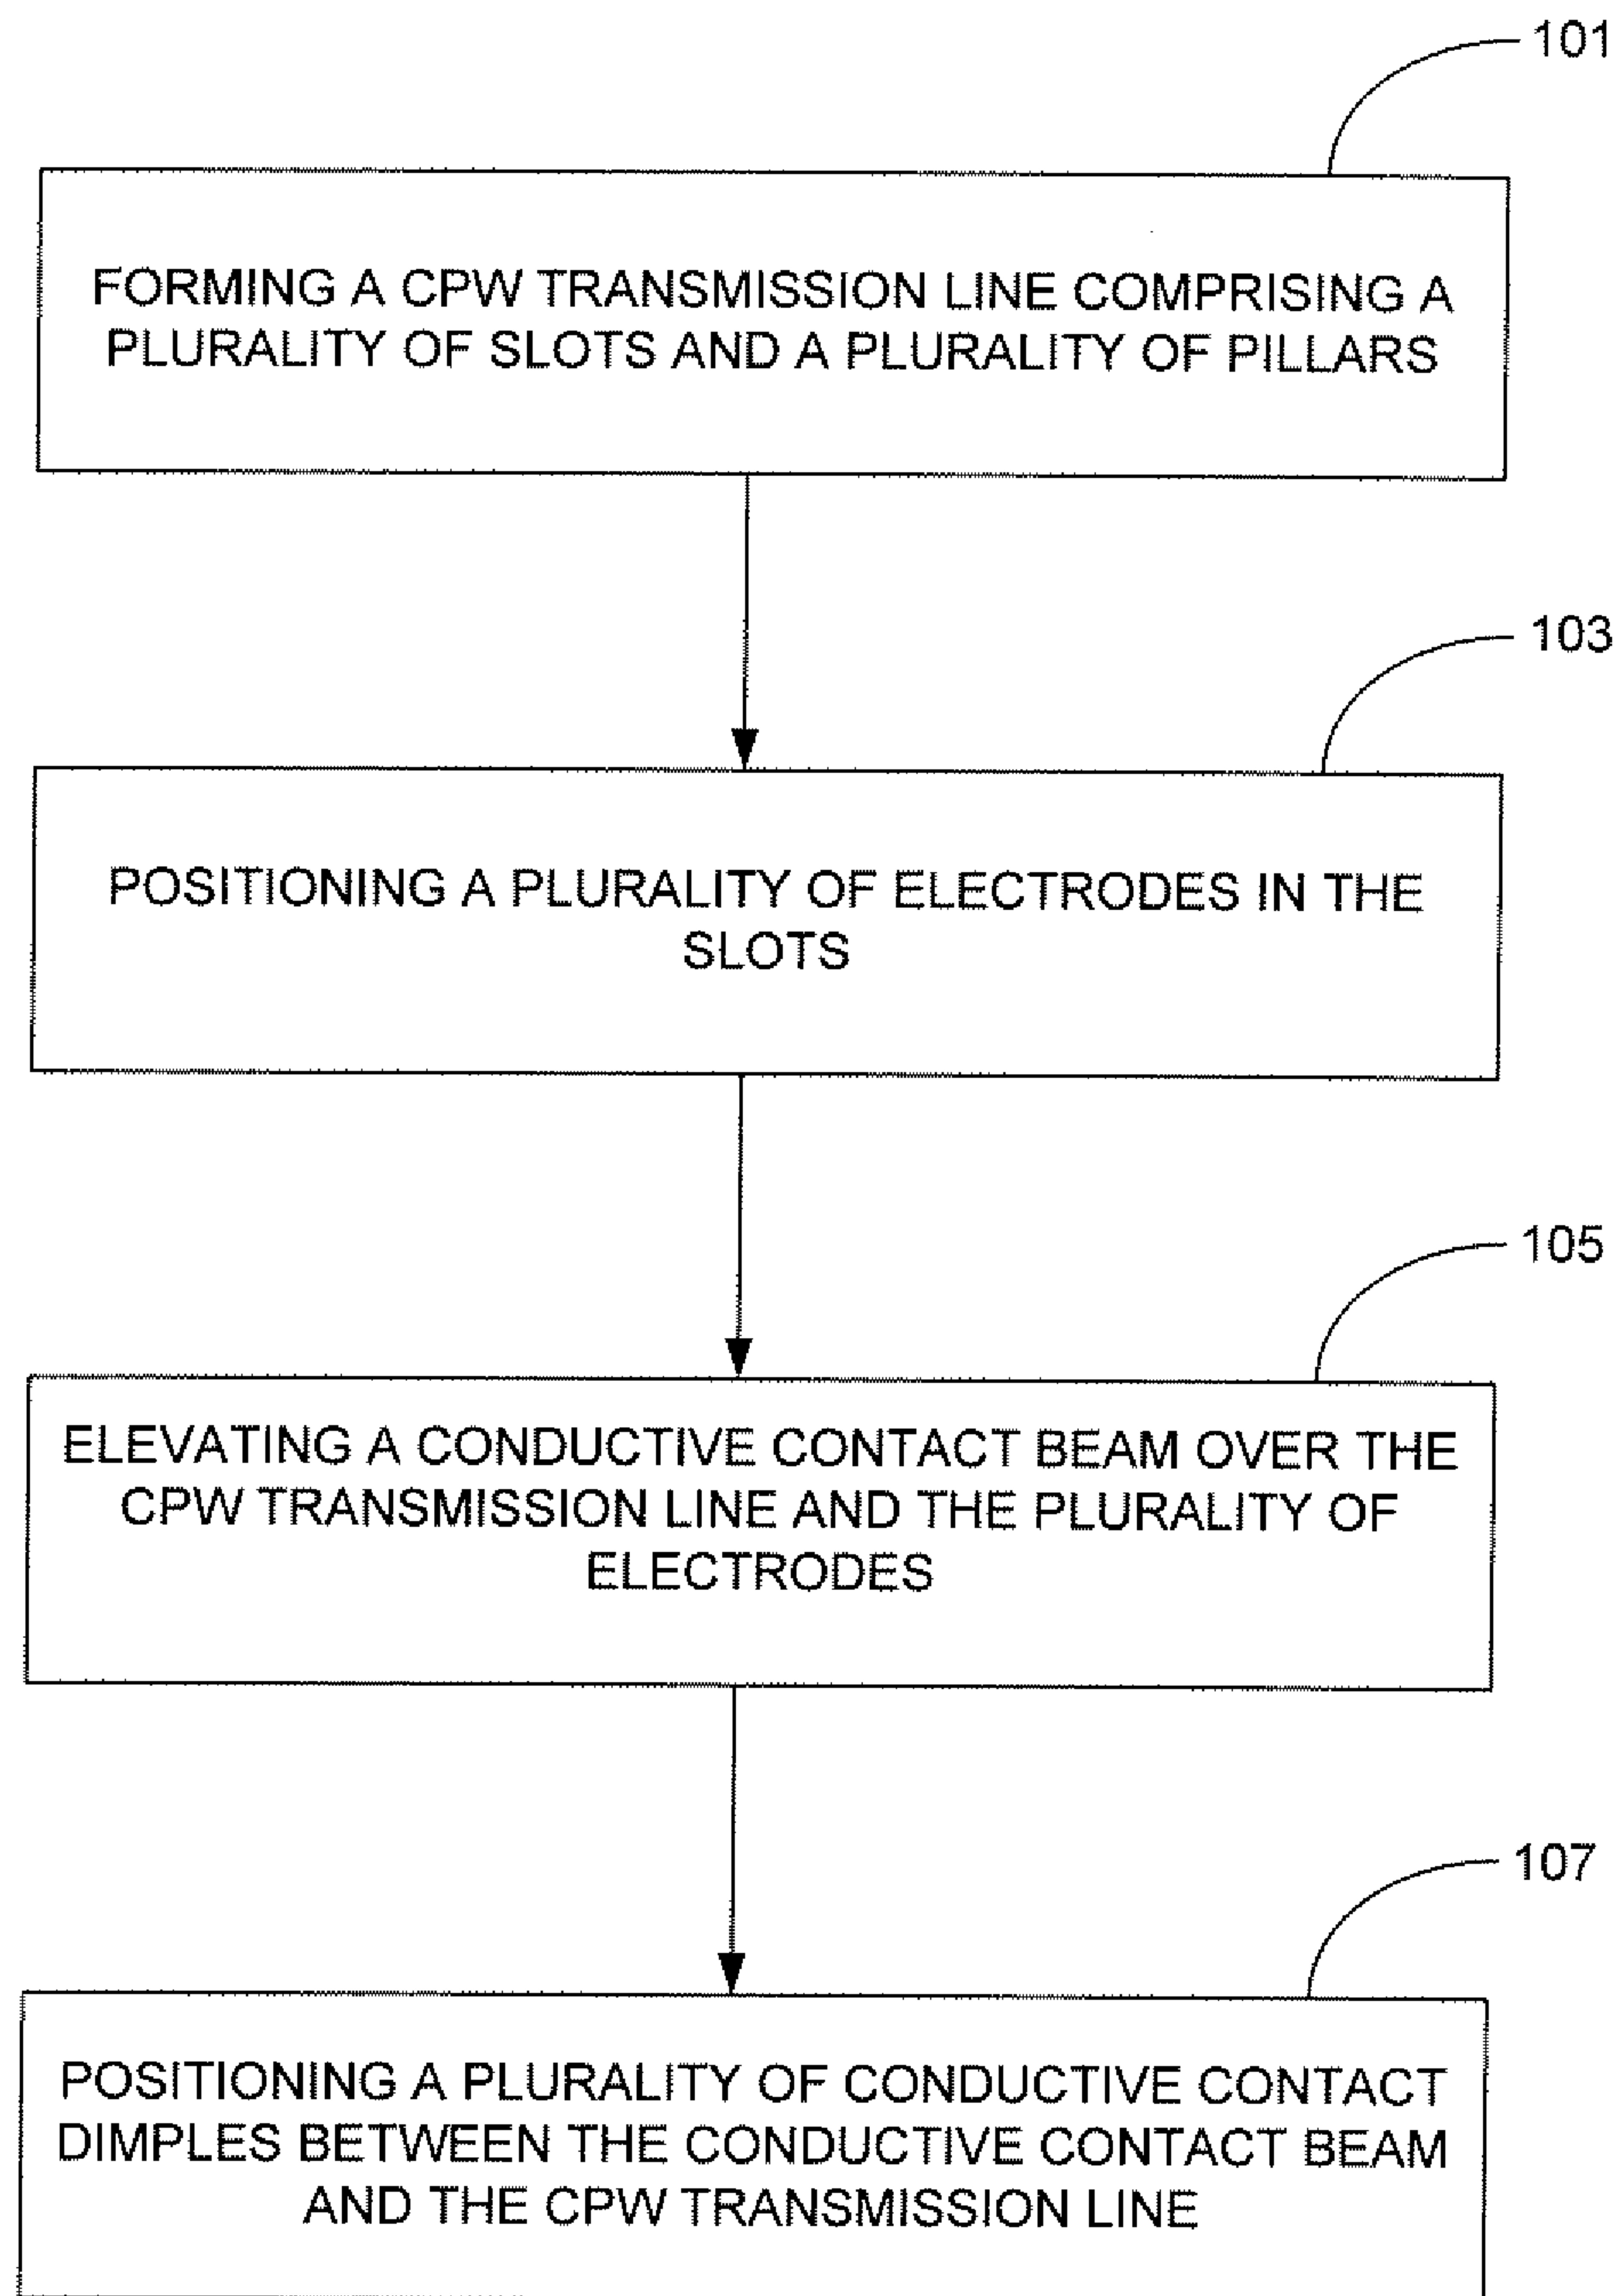 101
FORMING A CPW TRANSMISSION LINE COMPRISING A
PLURALITY OF SLOTS AND A PLURALITY OF PILLARS
103
POSITIONING A PLURALITY OF ELECTRODES IN THE
SLOTS
105
ELEVATING A CONDUCTIVE CONTACT BEAM OVER THE
CPW TRANSMISSION LINE AND THE PLURALITY OF
ELECTRODES
107
POSITIONING A PLURALITY OF CONDUCTIVE CONTACT
DIMPLES BETWEEN THE CONDUCTIVE CONTACT BEAM
AND THE CPW TRANSMISSION LINE